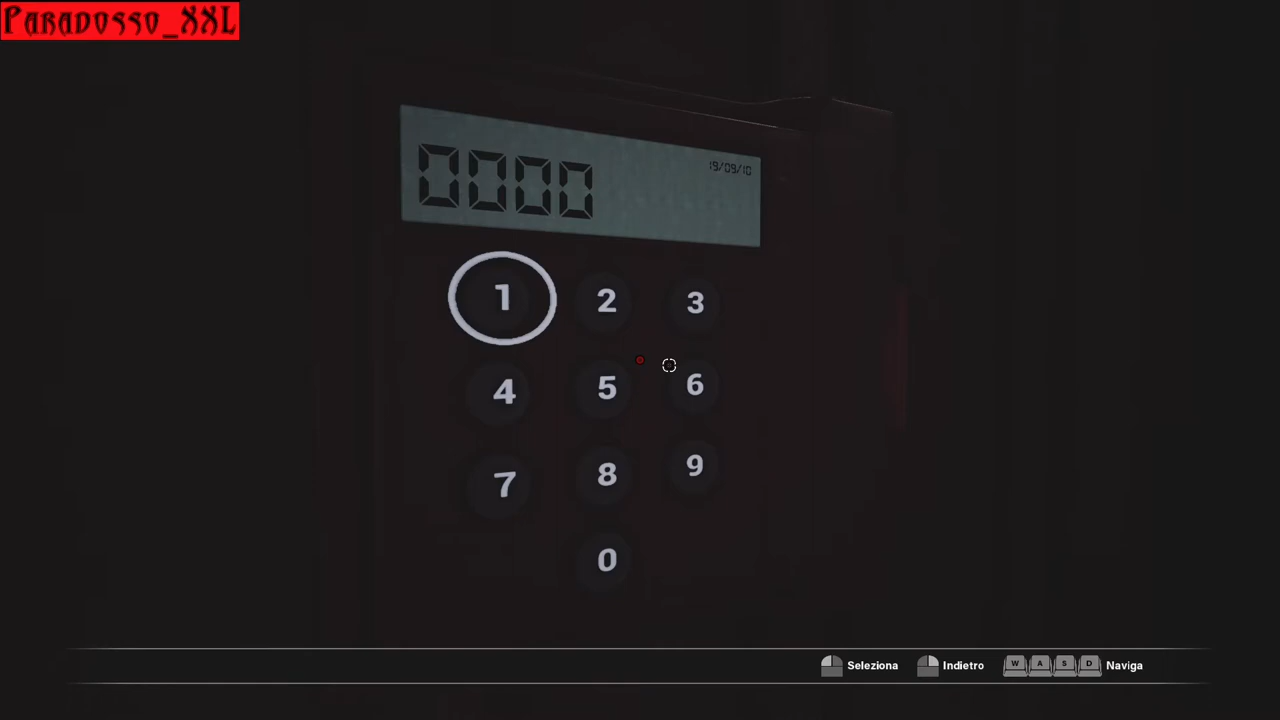 Paradosso_XXL
0000
19/09/10
1 2 3
4 5 6
7 8 9
0
Seleziona Indietro W A S D Naviga